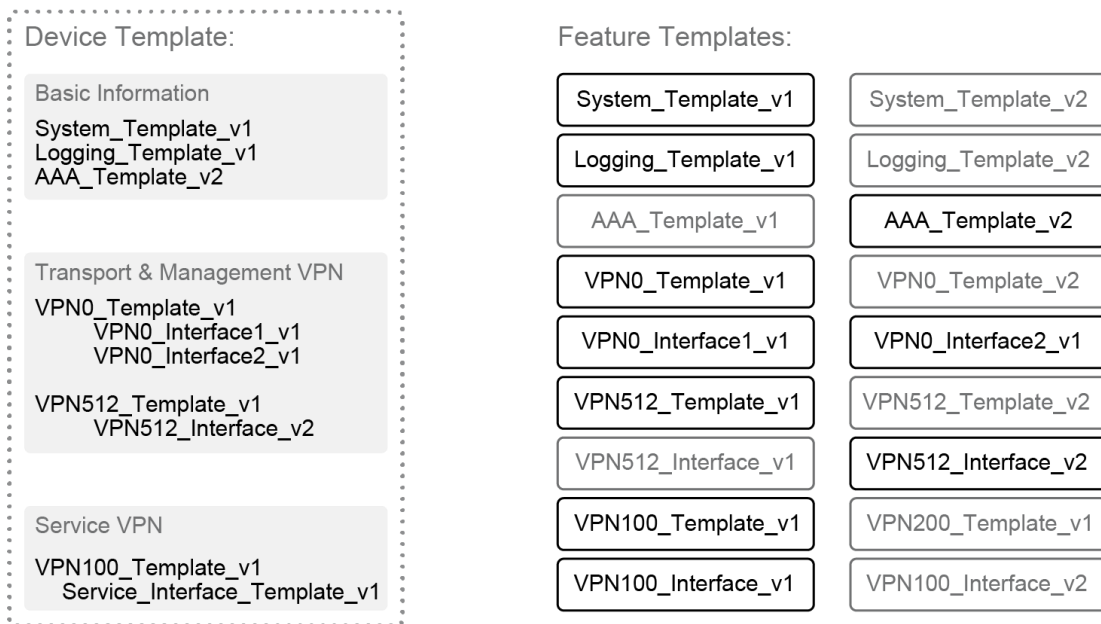 Device Template:
Basic Information
System_Template_v1
Logging_Template_v1
AAA_Template_v2
Transport & Management VPN
VPN0_Template_v1
VPN0_Interface1_v1
VPN0_Interface2_v1
VPN512_Template_v1
VPN512_Interface_v2
Service VPN
VPN100_Template_v1
Service_Interface_Template_v1
Feature Templates:
System_Template_v1
System_Template_v2
Logging_Template_v1
Logging_Template_v2
AAA_Template_v1
AAA_Template_v2
VPN0_Template_v1
VPN0_Template_v2
VPN0_Interface1_v1
VPN0_Interface2_v1
VPN512_Template_v1
VPN512_Template_v2
VPN512_Interface_v1
VPN512_Interface_v2
VPN100_Template_v1
VPN200_Template_v1
VPN100_Interface_v1
VPN100_Interface_v2